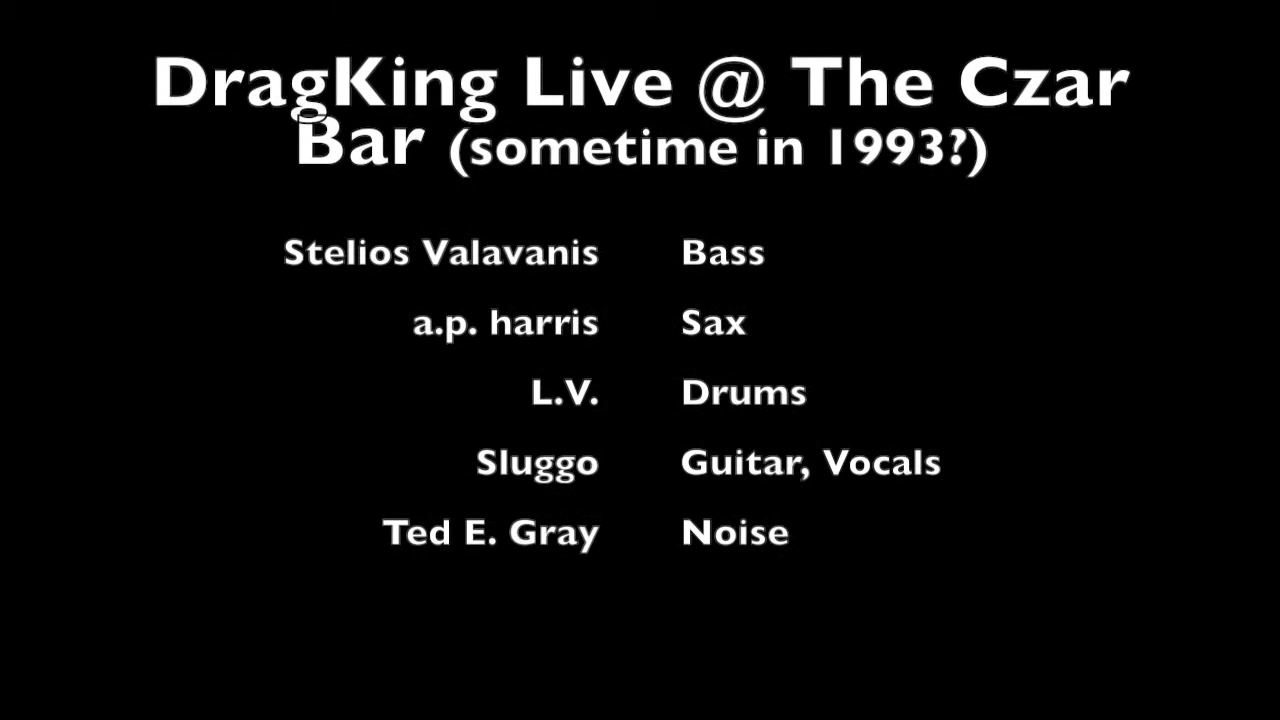 DragKing Live @ The Czar
Bar (sometime in 1993?)
Stelios Valavanis Bass
a.p. harris Sax
L.V. Drums
Sluggo Guitar, Vocals
Ted E. Gray Noise